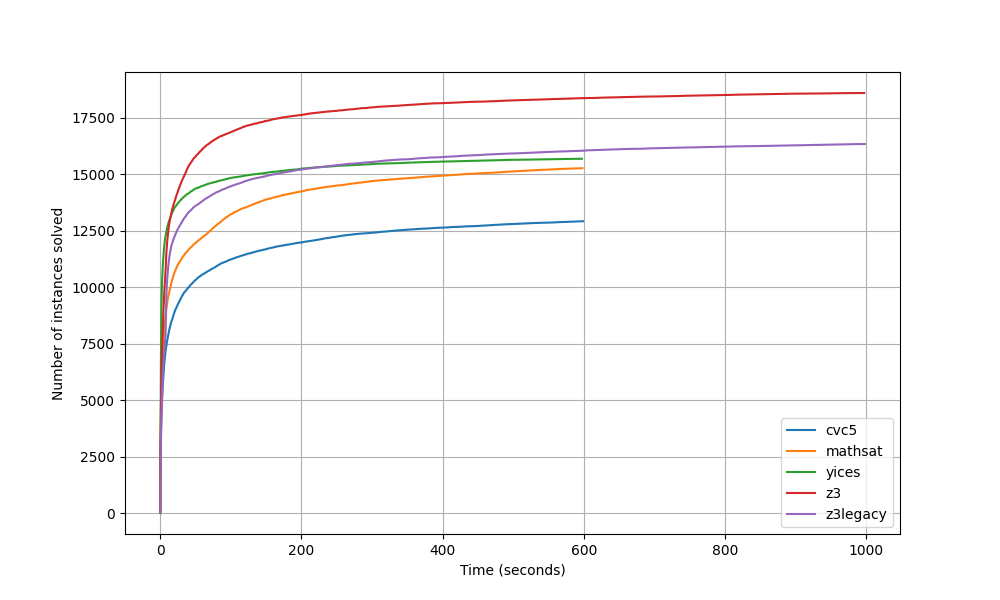 Number of instances solved
17500
15000
12500
10000
7500
5000
2500
0
0 200 400 600 800 1000
Time (seconds)
cvc5
mathsat
yices
z3
z3legacy